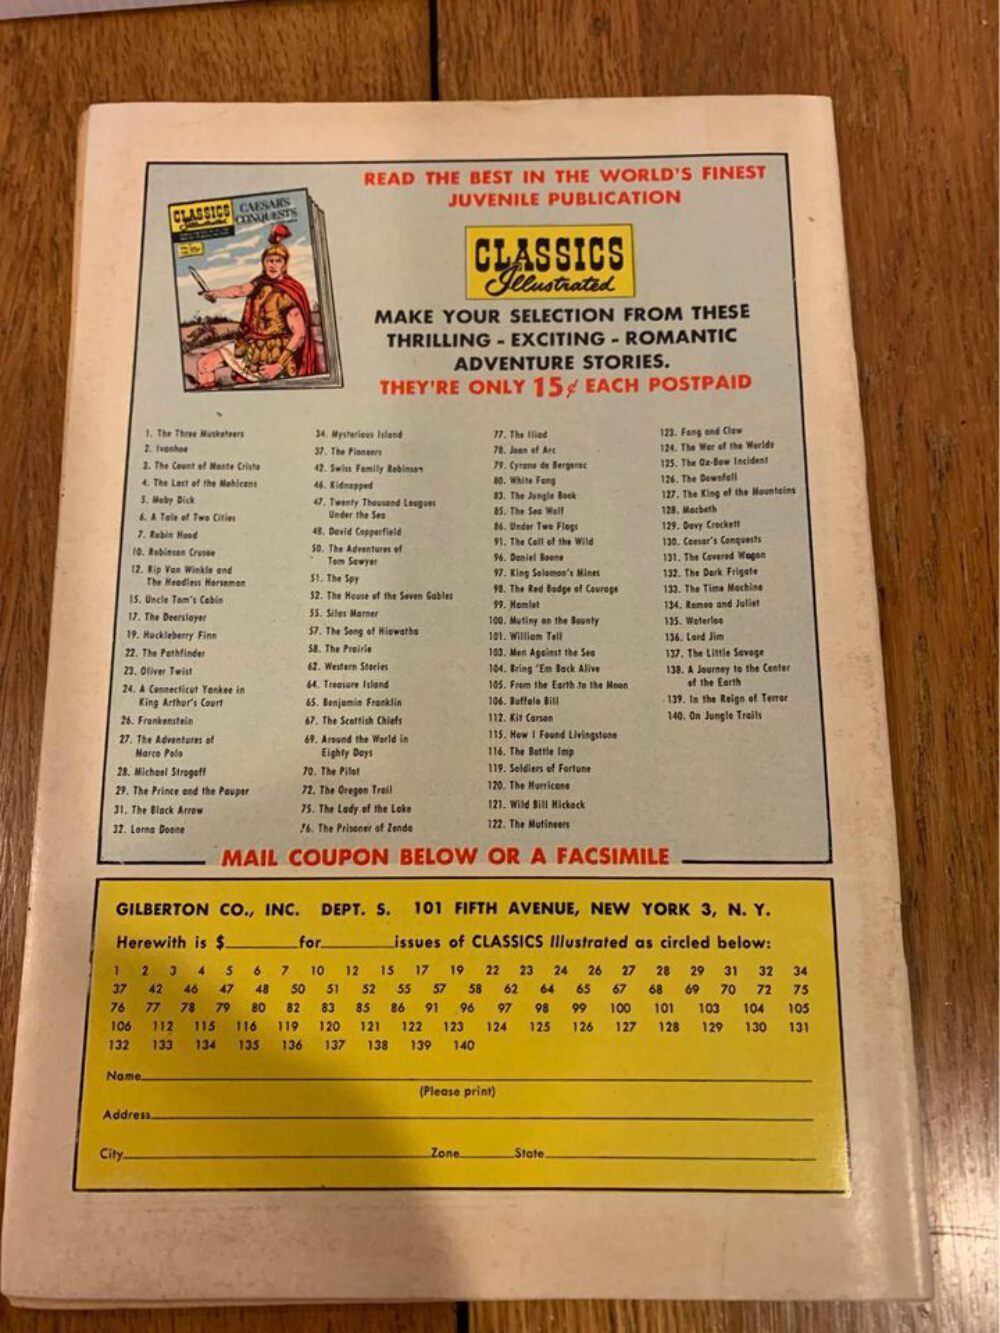 READ THE BEST IN THE WORLD'S FINEST
JUVENILE PUBLICATION
CLASSICS
Illustrated
CAESAR'S
CONQUESTS
CLASSICS
Illustrated
MAKE YOUR SELECTION FROM THESE
THRILLING - EXCITING - ROMANTIC
ADVENTURE STORIES.
THEY'RE ONLY 15¢ EACH POSTPAID
1. The Three Musketeers
2. Ivanhoe
3. The Count of Monte Cristo
4. The Last of the Mohicans
5. Moby Dick
6. A Tale of Two Cities
7. Robin Hood
10. Robinson Crusoe
12. Rip Van Winkle and
The Headless Horseman
15. Uncle Tom's Cabin
17. The Deerslayer
19. Huckleberry Finn
22. The Pathfinder
23. Oliver Twist
24. A Connecticut Yankee in
King Arthur's Court
26. Frankenstein
27. The Adventures of
Marco Polo
28. Michael Strogoff
29. The Prince and the Pauper
31. The Black Arrow
32. Lorna Doone
34. Mysterious Island
37. The Pioneers
42. Swiss Family Robinson
46. Kidnapped
47. Twenty Thousand Leagues
Under the Sea
48. David Copperfield
50. The Adventures of
Tom Sawyer
51. The Spy
52. The House of the Seven Gables
55. Silas Marner
57. The Song of Hiawatha
58. The Prairie
62. Western Stories
64. Treasure Island
65. Benjamin Franklin
67. The Scottish Chiefs
69. Around the World in
Eighty Days
70. The Pilot
72. The Oregon Trail
75. The Lady of the Lake
76. The Prisoner of Zenda
77. The Iliad
78. Joan of Arc
79. Cyrano de Bergerac
80. White Fang
83. The Jungle Book
85. The Sea Wolf
86. Under Two Flags
91. The Call of the Wild
96. Daniel Boone
97. King Solomon's Mines
98. The Red Badge of Courage
99. Hamlet
100. Mutiny on the Bounty
101. William Tell
103. Men Against the Sea
104. Bring 'Em Back Alive
105. From the Earth to the Moon
106. Buffalo Bill
112. Kit Carson
115. How I Found Livingstone
116. The Bottle Imp
119. Soldiers of Fortune
120. The Hurricane
121. Wild Bill Hickock
122. The Mutineers
123. Fang and Claw
124. The War of the Worlds
125. The Ox-Bow Incident
126. The Downfall
127. The King of the Mountains
128. Macbeth
129. Davy Crockett
130. Caesar's Conquests
131. The Covered Wagon
132. The Dark Frigate
133. The Time Machine
134. Romeo and Juliet
135. Waterloo
136. Lord Jim
137. The Little Savage
138. A Journey to the Center
of the Earth
139. In the Reign of Terror
140. On Jungle Trails
MAIL COUPON BELOW OR A FACSIMILE
GILBERTON CO., INC. DEPT. S. 101 FIFTH AVENUE, NEW YORK 3, N. Y.
Herewith is $ for issues of CLASSICS Illustrated as circled below:
1 2 3 4 5 6 7 10 12 15 17 19 22 23 24 26 27 28 29 31 32 34
37 42 46 47 48 50 51 52 55 57 58 62 64 65 67 68 69 70 72 75
76 77 78 79 80 82 83 85 86 91 96 97 98 99 100 101 103 104 105
106 112 115 116 119 120 121 122 123 124 125 126 127 128 129 130 131
132 133 134 135 136 137 138 139 140
Name
(Please print)
Address
City Zone State